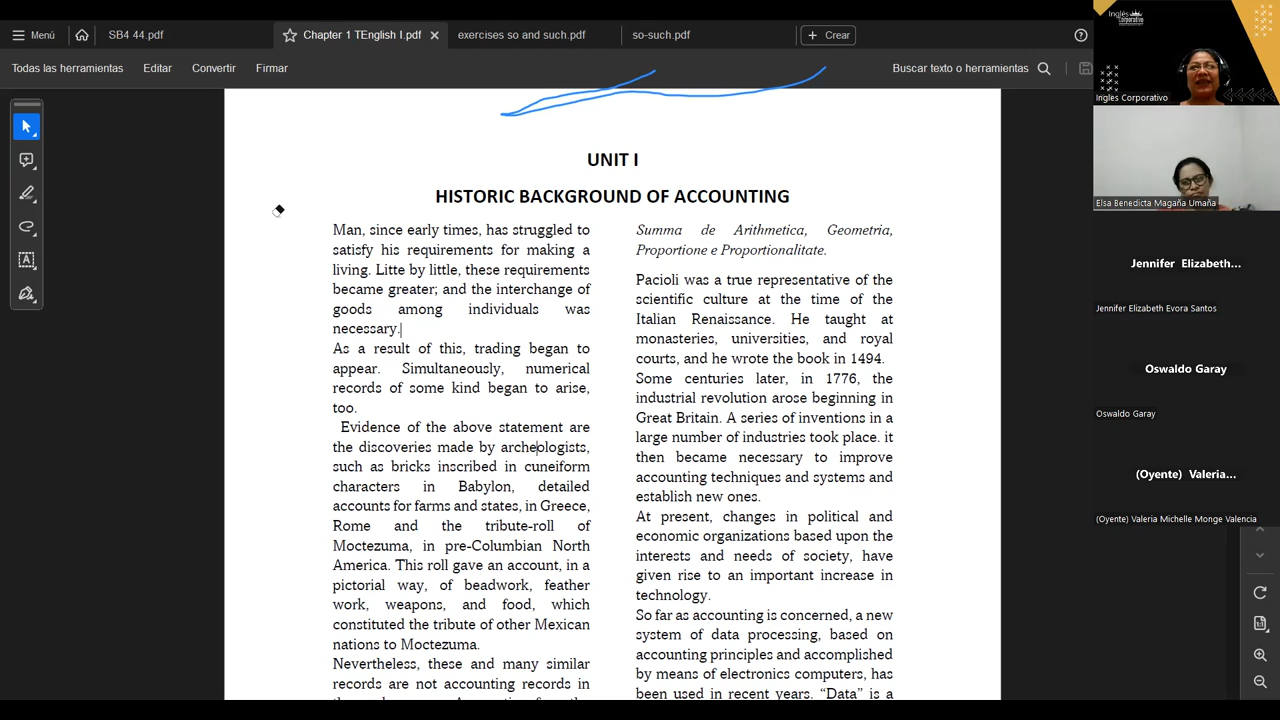 Menú
SB4 44.pdf
Chapter 1 TEnglish I.pdf
exercises so and such.pdf
so-such.pdf
Crear
Todas las herramientas
Editar
Convertir
Firmar
Buscar texto o herramientas
UNIT I
HISTORIC BACKGROUND OF ACCOUNTING
Man, since early times, has struggled to
satisfy his requirements for making a
living. Litte by little, these requirements
became greater; and the interchange of
goods among individuals was
necessary.
As a result of this, trading began to
appear. Simultaneously, numerical
records of some kind began to arise,
too.
Evidence of the above statement are
the discoveries made by archeologists,
such as bricks inscribed in cuneiform
characters in Babylon, detailed
accounts for farms and states, in Greece,
Rome and the tribute-roll of
Moctezuma, in pre-Columbian North
America. This roll gave an account, in a
pictorial way, of beadwork, feather
work, weapons, and food, which
constituted the tribute of other Mexican
nations to Moctezuma.
Nevertheless, these and many similar
records are not accounting records in
Summa de Arithmetica, Geometria,
Proportione e Proportionalitate.
Pacioli was a true representative of the
scientific culture at the time of the
Italian Renaissance. He taught at
monasteries, universities, and royal
courts, and he wrote the book in 1494.
Some centuries later, in 1776, the
industrial revolution arose beginning in
Great Britain. A series of inventions in a
large number of industries took place. it
then became necessary to improve
accounting techniques and systems and
establish new ones.
At present, changes in political and
economic organizations based upon the
interests and needs of society, have
given rise to an important increase in
technology.
So far as accounting is concerned, a new
system of data processing, based on
accounting principles and accomplished
by means of electronics computers, has
been used in recent years. “Data” is a
Inglés
Corporativo
Ingles Corporativo
Elsa Benedicta Magaña Umaña
Jennifer Elizabeth...
Jennifer Elizabeth Evora Santos
Oswaldo Garay
Oswaldo Garay
(Oyente) Valeria...
(Oyente) Valeria Michelle Monge Valencia